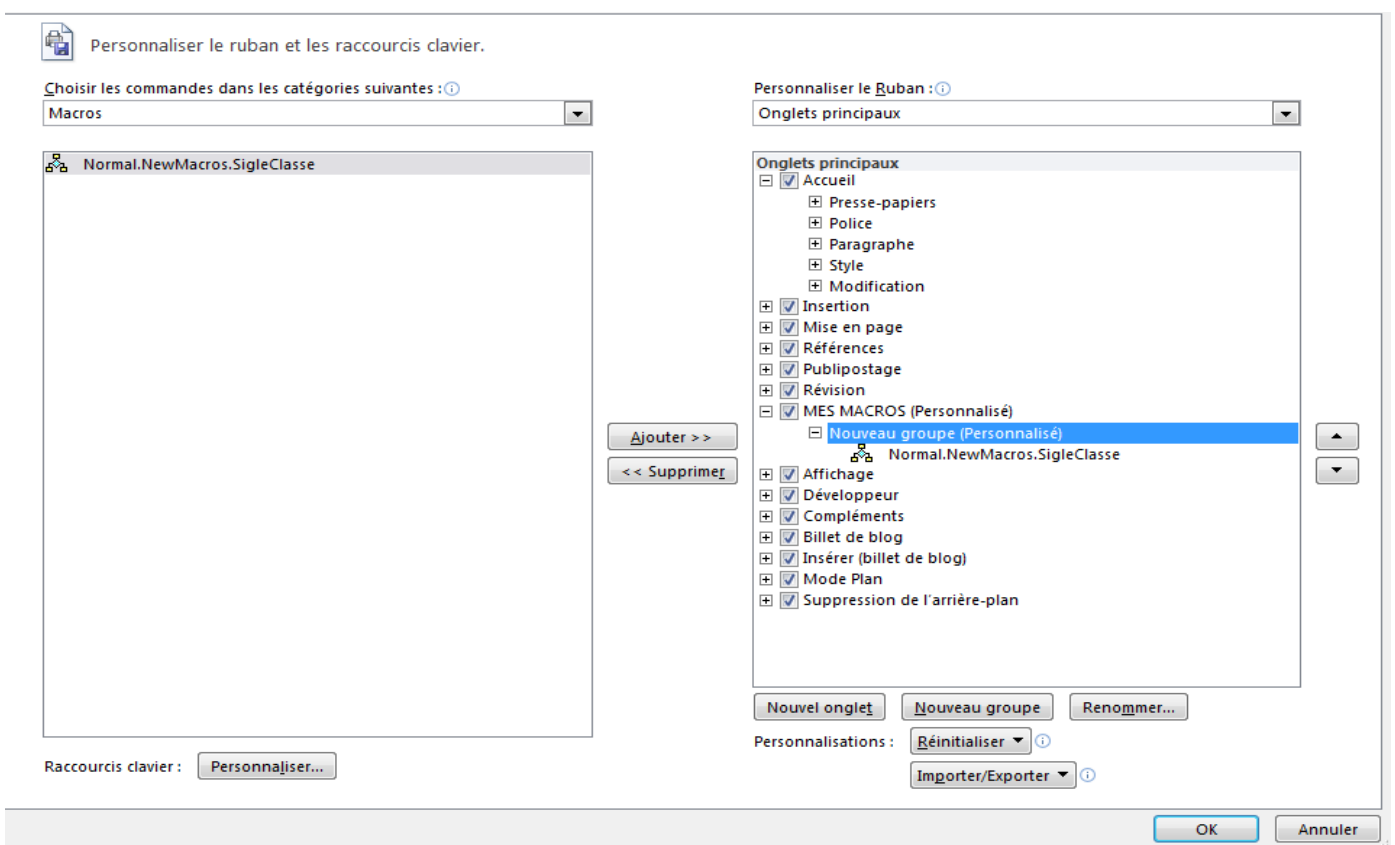 Personnaliser le ruban et les raccourcis clavier.
Choisir les commandes dans les catégories suivantes :
Macros
Normal.NewMacros.SigleClasse
Raccourcis clavier :
Personnaliser...
Ajouter >>
<< Supprimer
Personnaliser le Ruban :
Onglets principaux
Onglets principaux
Accueil
Presse-papiers
Police
Paragraphe
Style
Modification
Insertion
Mise en page
Références
Publipostage
Révision
MES MACROS (Personnalisé)
Nouveau groupe (Personnalisé)
Normal.NewMacros.SigleClasse
Affichage
Développeur
Compléments
Billet de blog
Insérer (billet de blog)
Mode Plan
Suppression de l'arrière-plan
Nouvel onglet Nouveau groupe Renommer...
Personnalisations : Réinitialiser
Importer/Exporter
OK Annuler